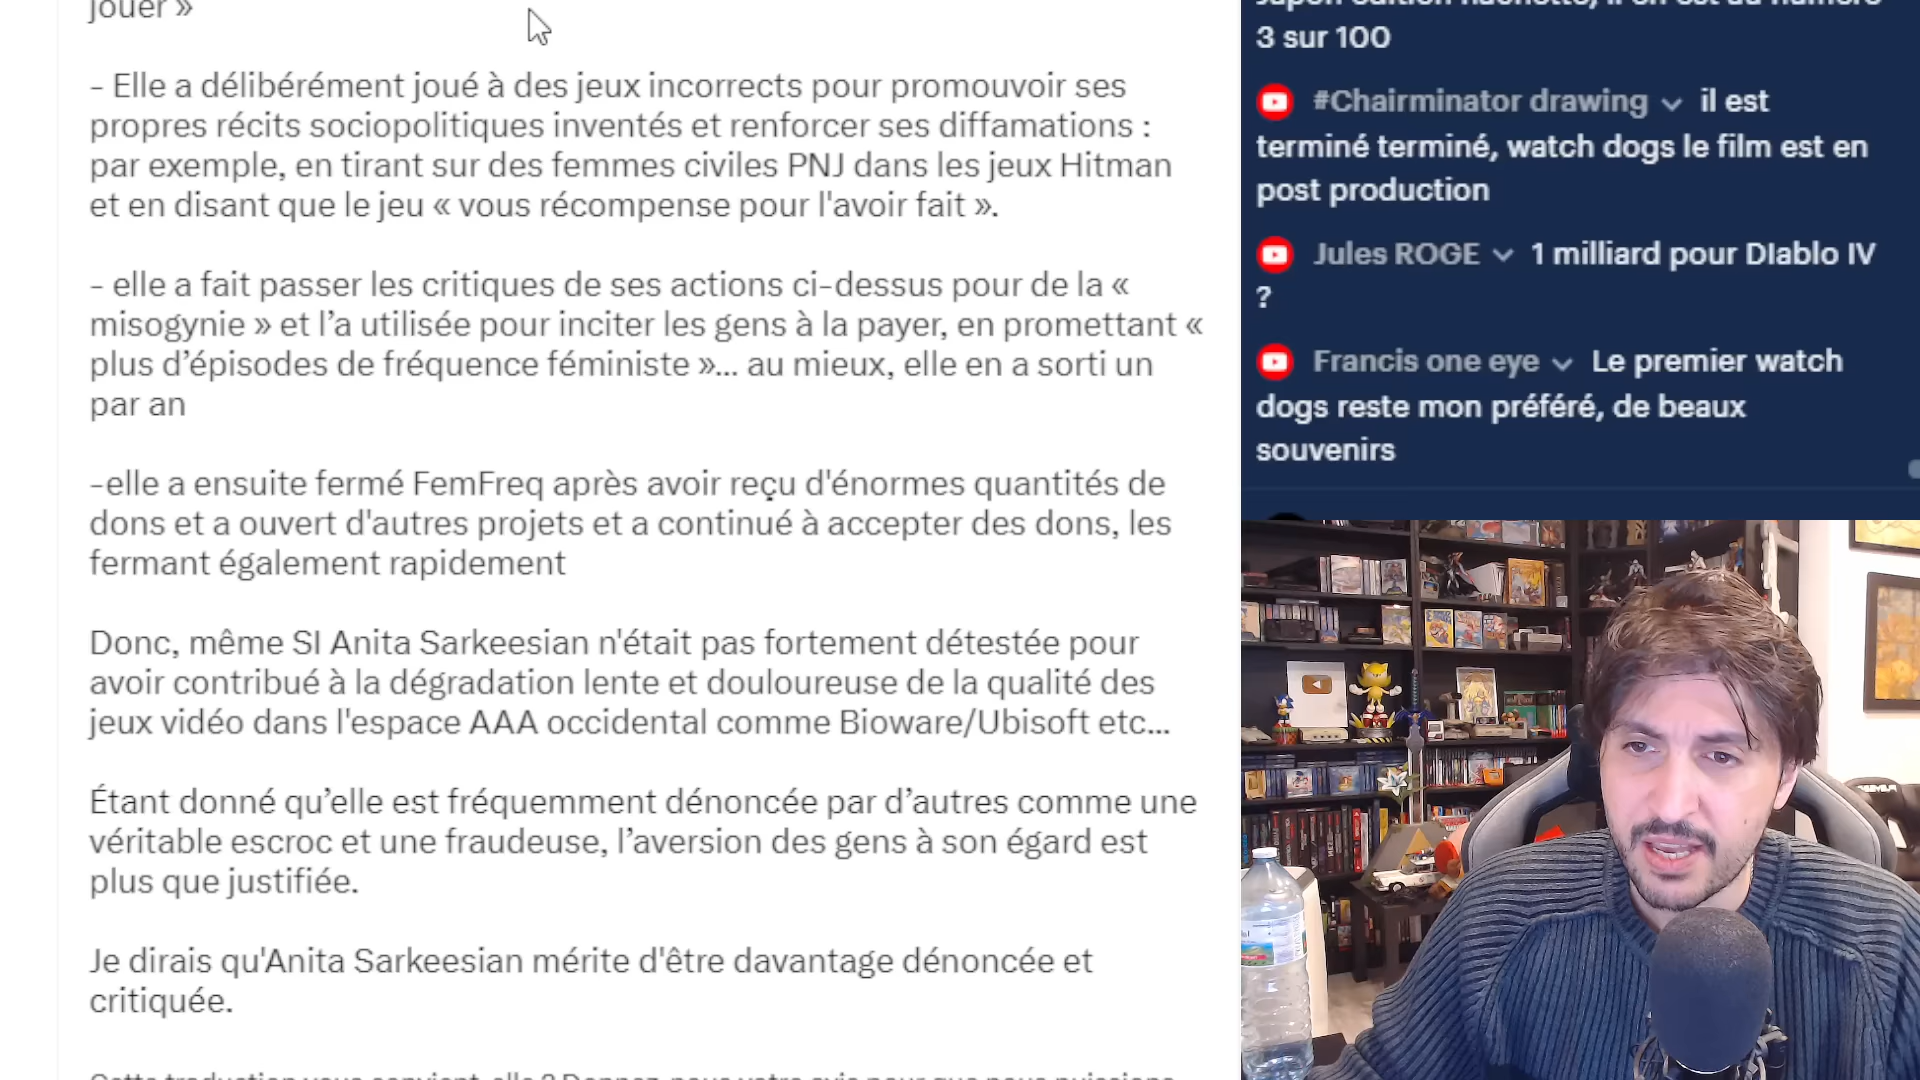 jouer »
- Elle a délibérément joué à des jeux incorrects pour promouvoir ses
propres récits sociopolitiques inventés et renforcer ses diffamations :
par exemple, en tirant sur des femmes civiles PNJ dans les jeux Hitman
et en disant que le jeu « vous récompense pour l'avoir fait ».
- elle a fait passer les critiques de ses actions ci-dessus pour de la «
misogynie » et l’a utilisée pour inciter les gens à la payer, en promettant «
plus d’épisodes de fréquence féministe »... au mieux, elle en a sorti un
par an
-elle a ensuite fermé FemFreq après avoir reçu d'énormes quantités de
dons et a ouvert d'autres projets et a continué à accepter des dons, les
fermant également rapidement
Donc, même SI Anita Sarkeesian n'était pas fortement détestée pour
avoir contribué à la dégradation lente et douloureuse de la qualité des
jeux vidéo dans l'espace AAA occidental comme Bioware/Ubisoft etc...
Étant donné qu’elle est fréquemment dénoncée par d’autres comme une
véritable escroc et une fraudeuse, l’aversion des gens à son égard est
plus que justifiée.
Je dirais qu'Anita Sarkeesian mérite d'être davantage dénoncée et
critiquée.
3 sur 100
#Chairminator drawing il est
terminé terminé, watch dogs le film est en
post production
Jules ROGE 1 milliard pour DIablo IV
?
Francis one eye Le premier watch
dogs reste mon préféré, de beaux
souvenirs